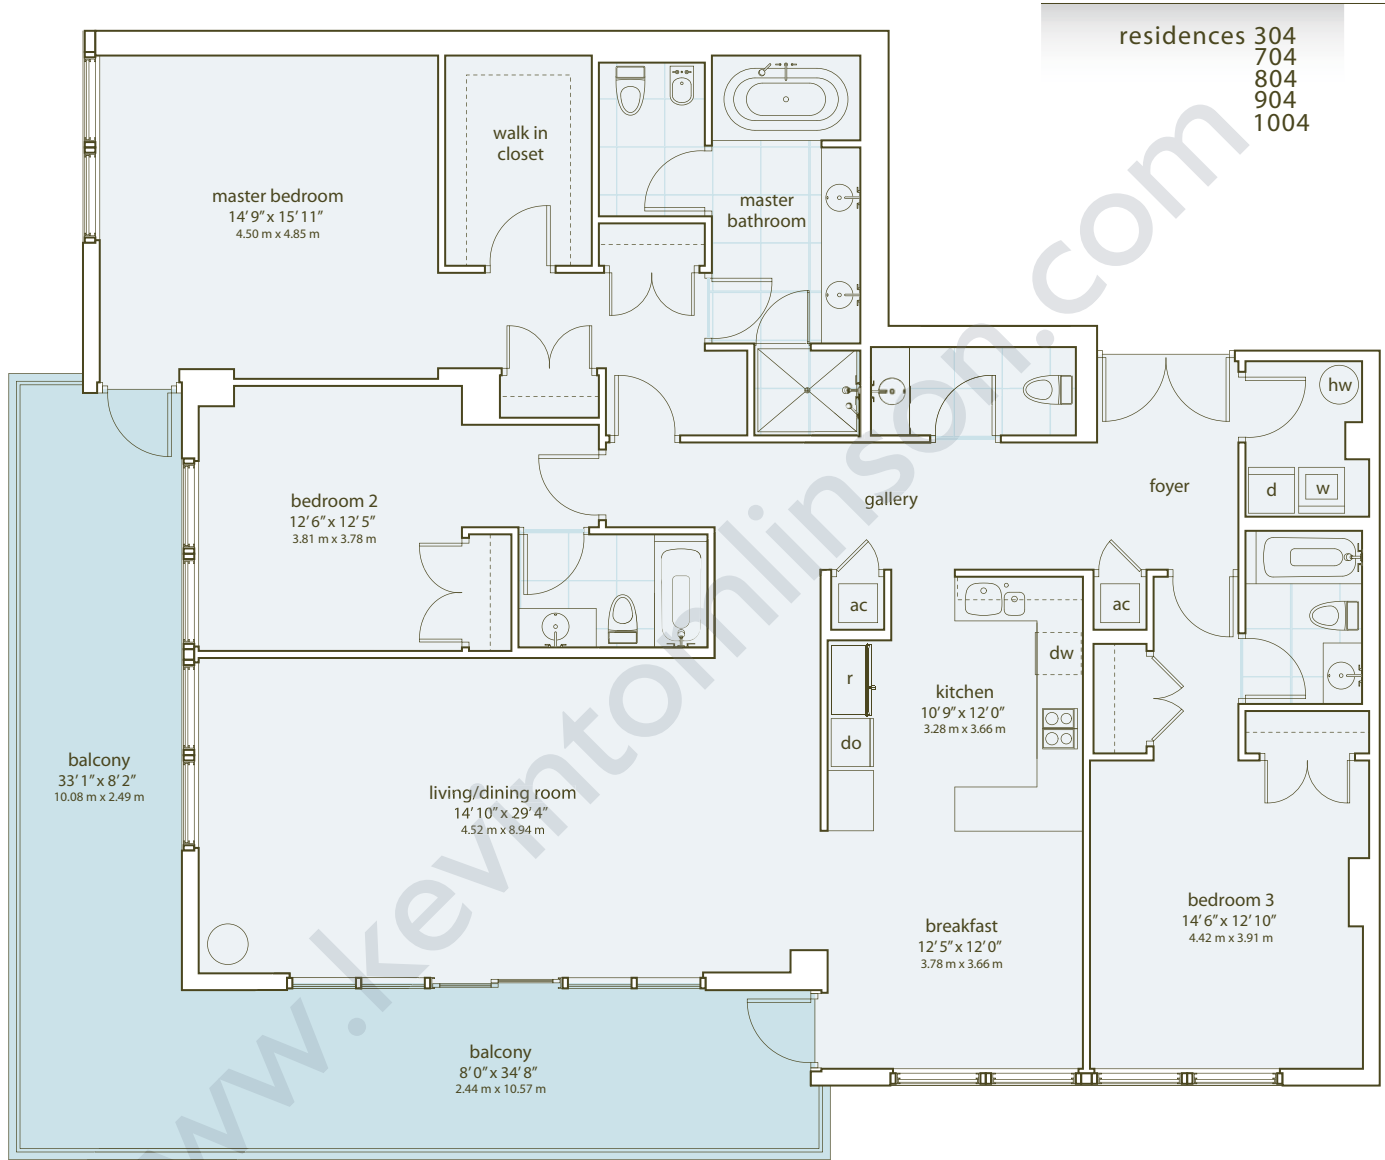 residences 304
704
804
904
1004
walk in
closet
master bedroom
14’ 9” x 15’ 11”
4.50 m x 4.85 m
master
bathroom
hw
bedroom 2
12’ 6” x 12’ 5”
3.81 m x 3.78 m
gallery
foyer
d
w
ac
ac
dw
r
kitchen
10’ 9” x 12’ 0”
3.28 m x 3.66 m
do
balcony
33’ 1” x 8’ 2”
10.08 m x 2.49 m
living/dining room
14’ 10” x 29’ 4”
4.52 m x 8.94 m
bedroom 3
14’ 6” x 12’ 10”
4.42 m x 3.91 m
breakfast
12’ 5” x 12’ 0”
3.78 m x 3.66 m
balcony
8’ 0” x 34’ 8”
2.44 m x 10.57 m
www.kevintomlinson.com